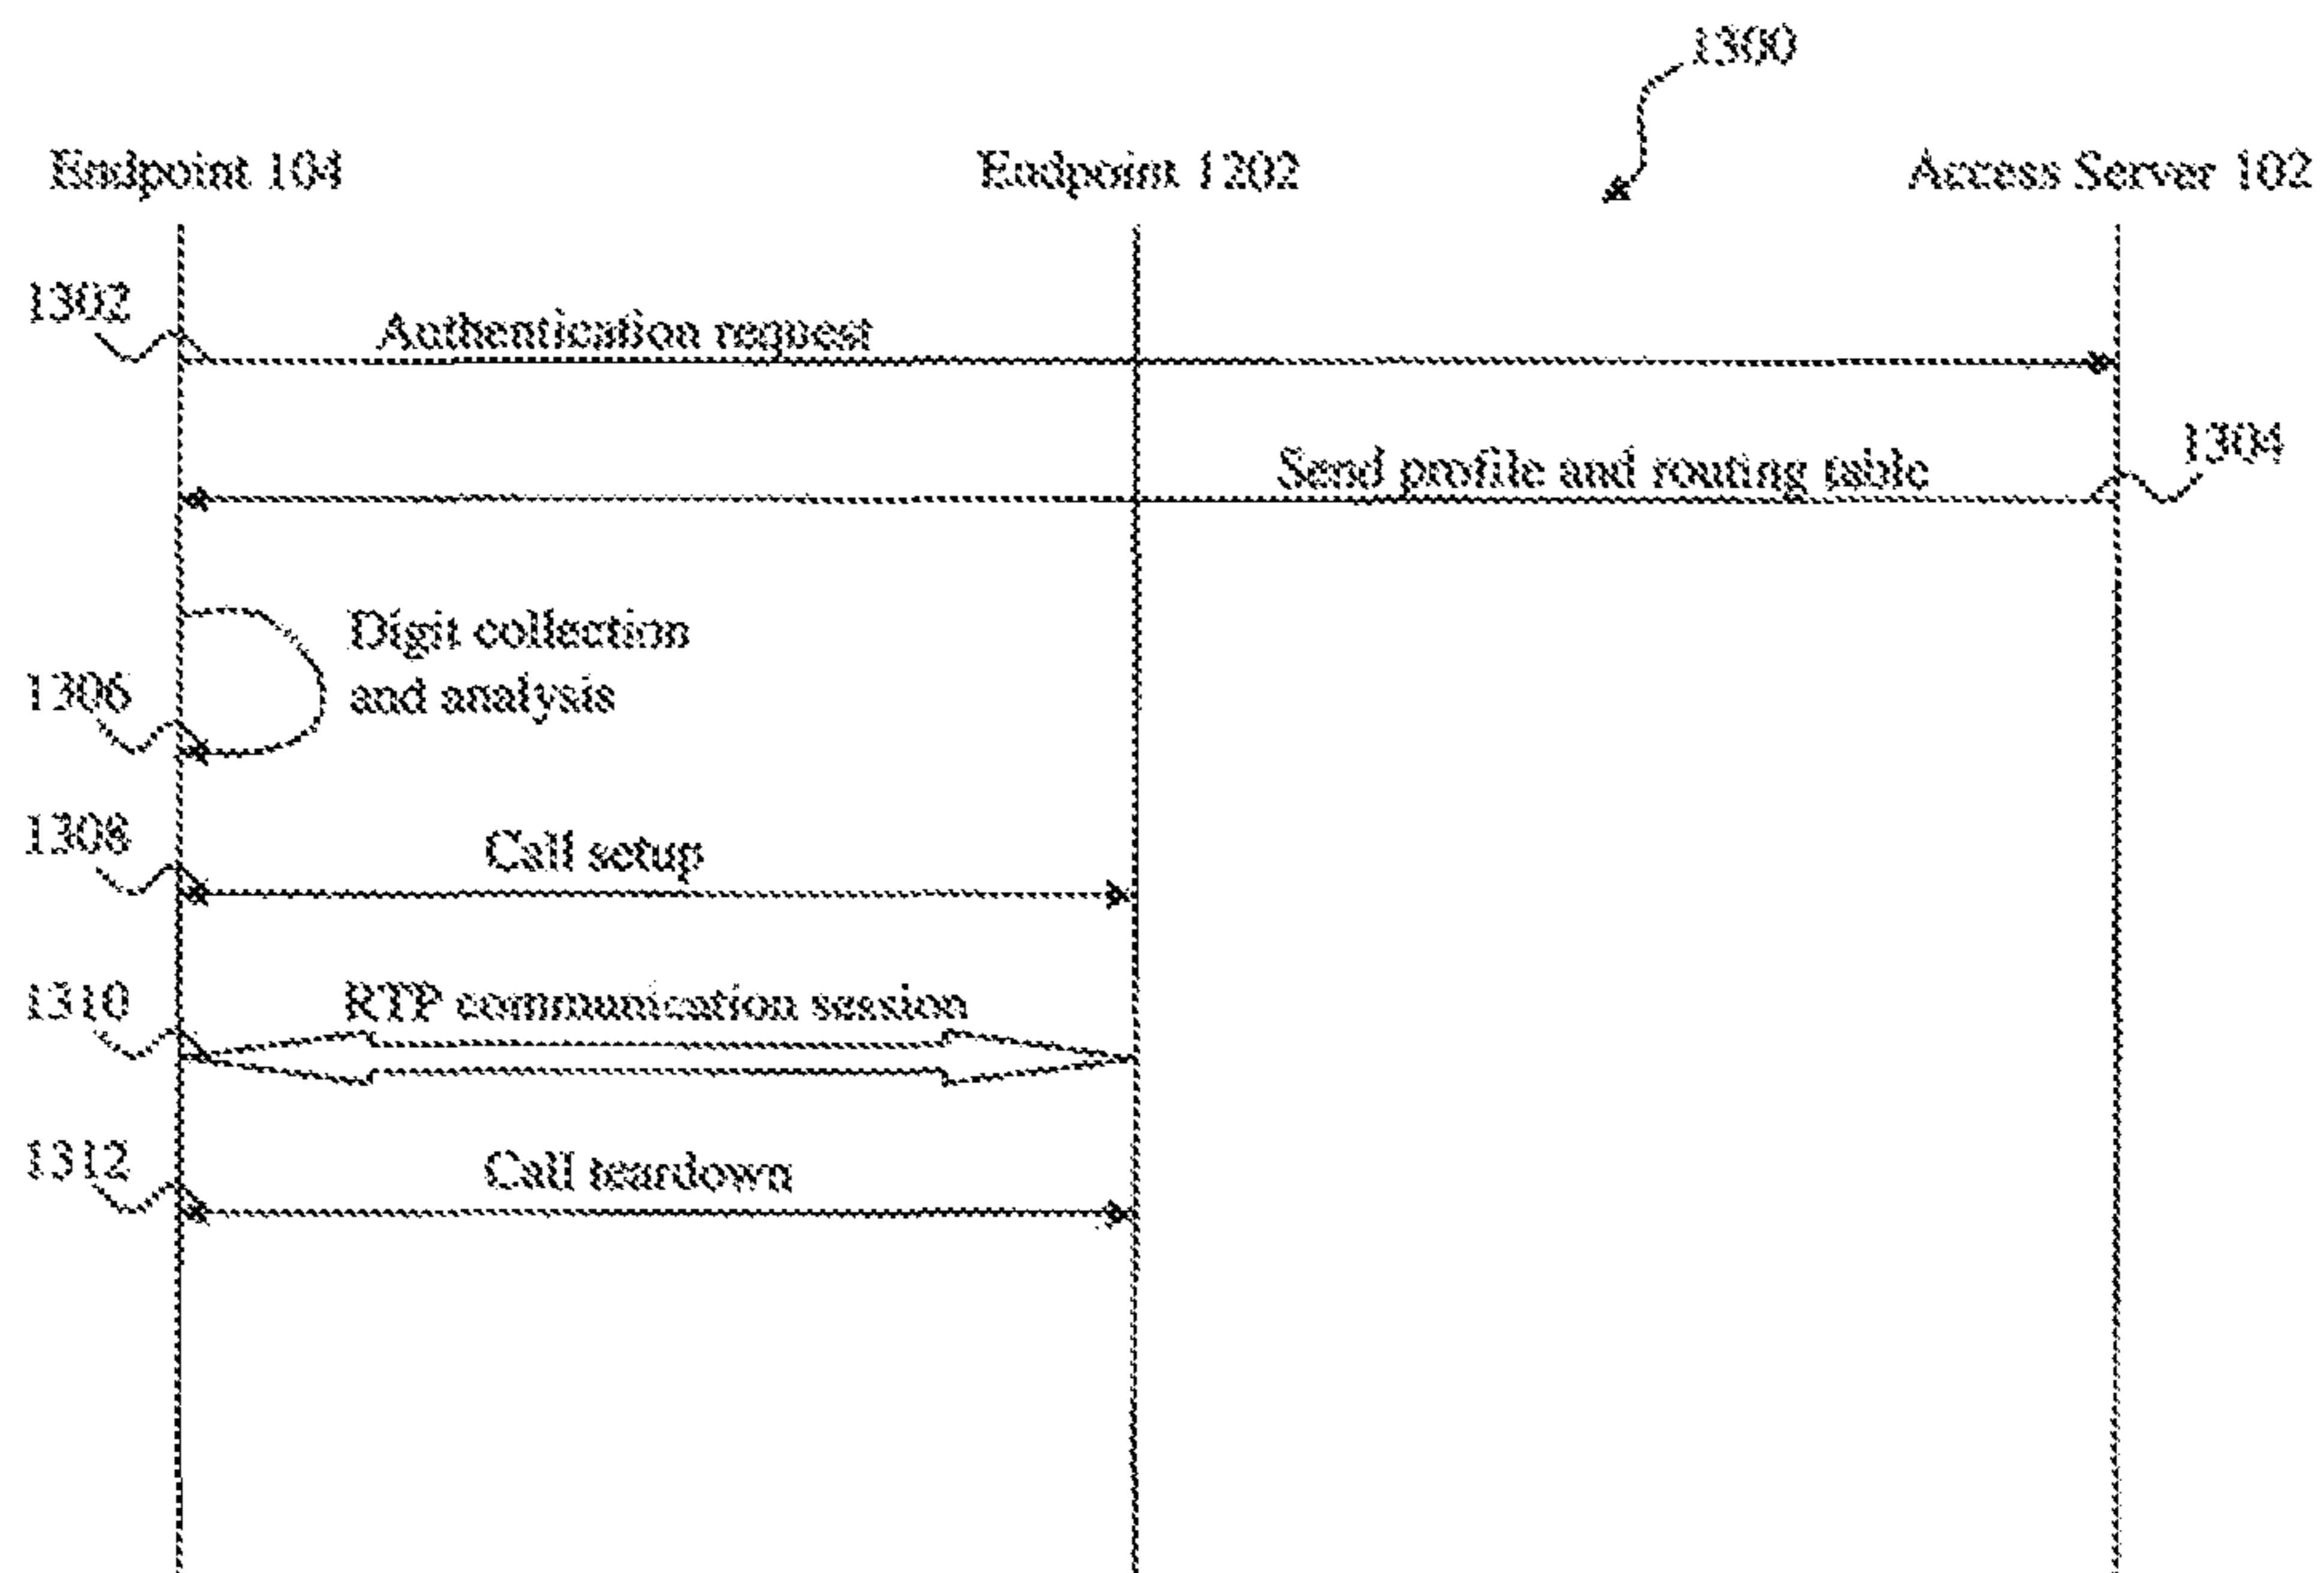 1300
Endpoint 104
Endpoint 1202
Access Server 102
1302
Authentication request
Send profile and routing table
1304
Digit collection
and analysis
1306
1308
Call setup
1310
RTP communication session
1312
Call teardown